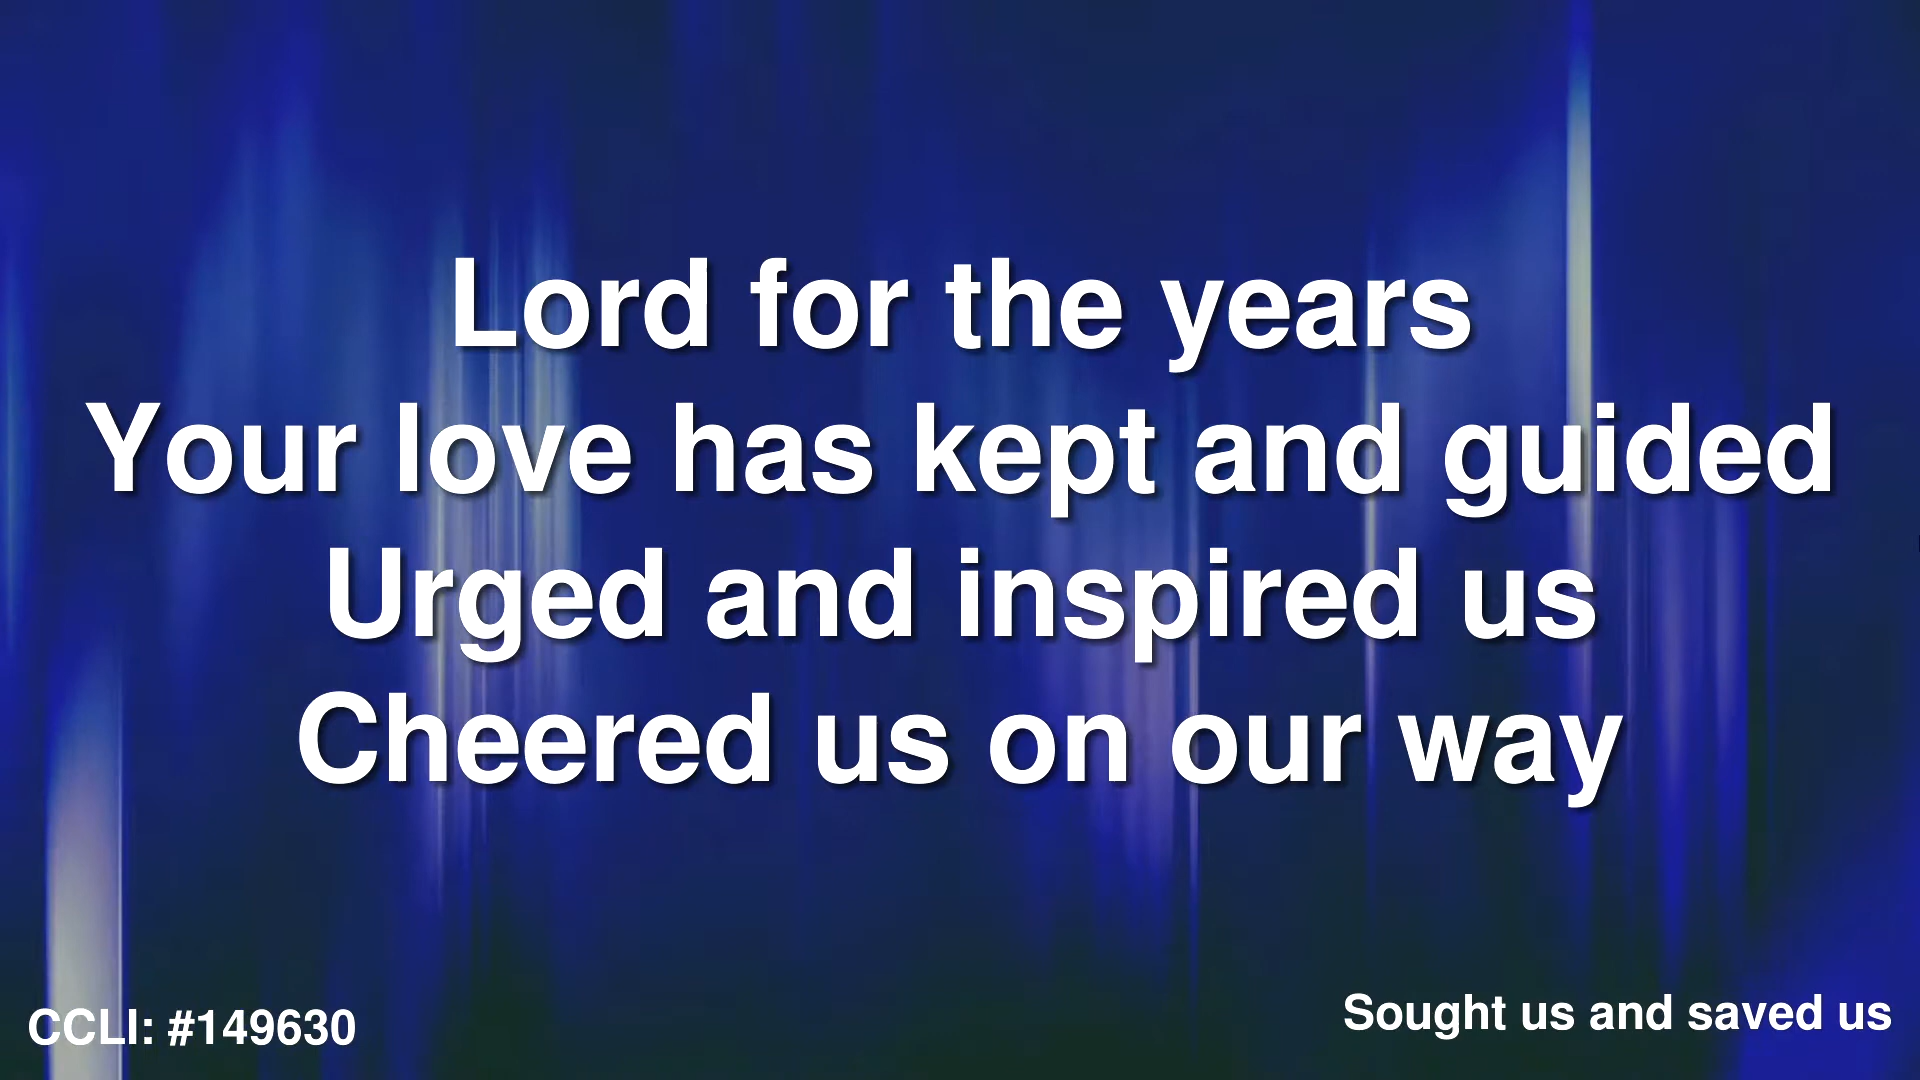 Lord for the years
Your love has kept and guided
Urged and inspired us
Cheered us on our way
CCLI: #149630
Sought us and saved us